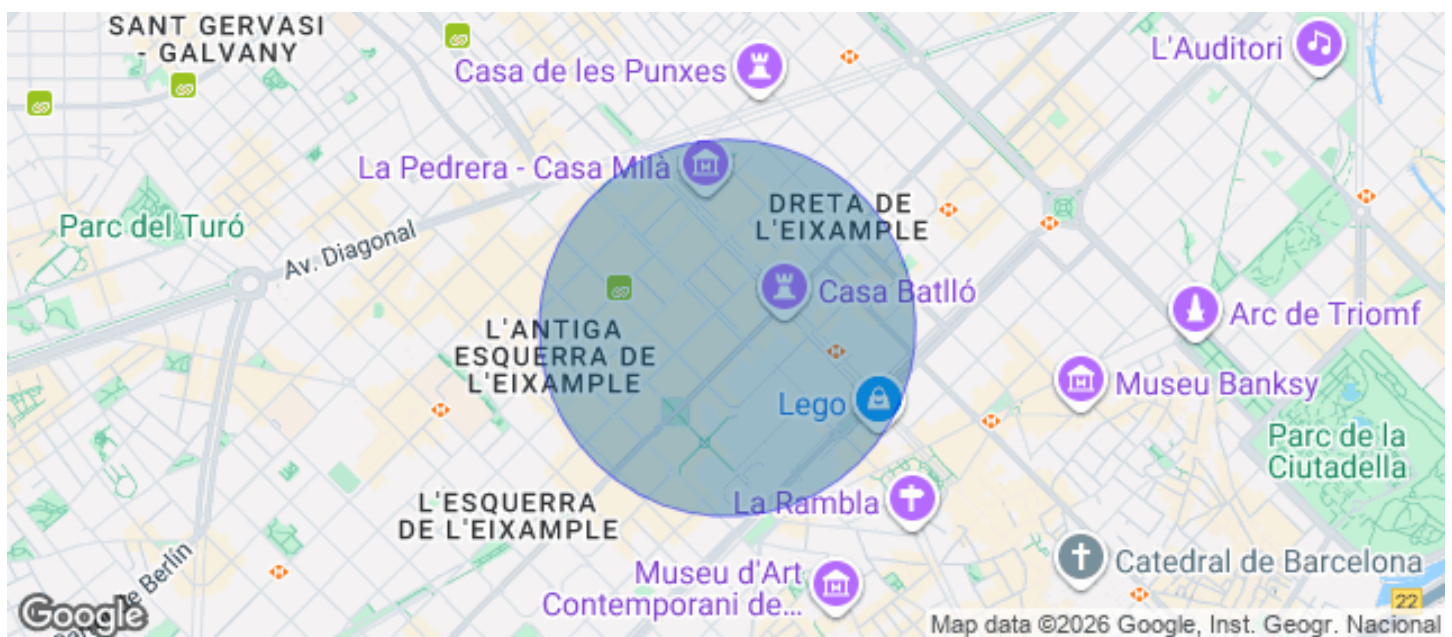 SANT GERVASI
- GALVANY
Casa de les Punxes
L'Auditori
La Pedrera - Casa Milà
DRETA DE
L'EIXAMPLE
Parc del Turó
Av. Diagonal
Casa Batlló
Arc de Triomf
L'ANTIGA
ESQUERRA DE
L'EIXAMPLE
Museu Banksy
Lego
Parc de la
Ciutadella
L'ESQUERRA
DE L'EIXAMPLE
La Rambla
Catedral de Barcelona
Museu d'Art
Contemporani de...
de Berlín
22
Google
Map data ©2026 Google, Inst. Geogr. Nacional